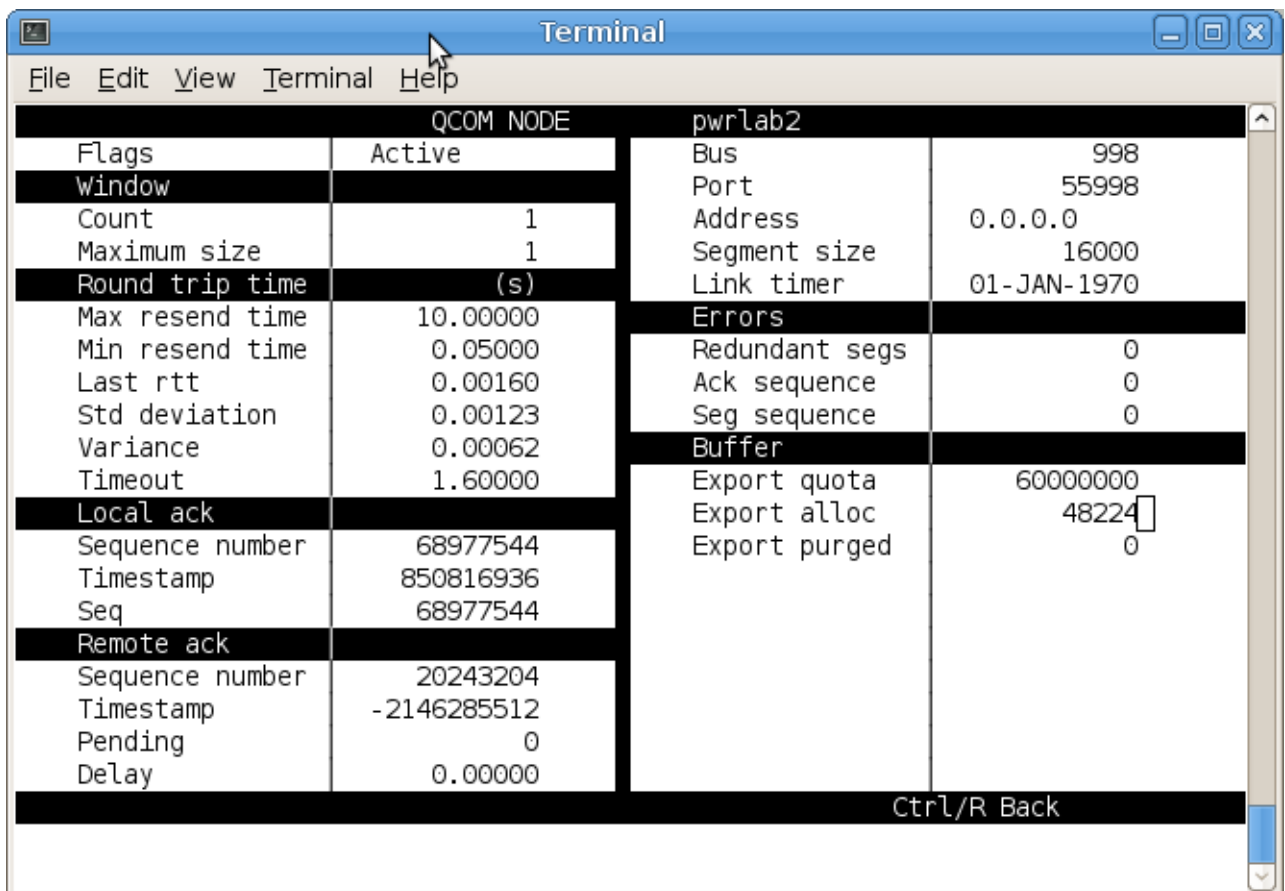 Terminal
File Edit View Terminal Help
QCOM NODE pwrlab2
Flags Active
Window
Count 1
Maximum size 1
Round trip time (s)
Max resend time 10.00000
Min resend time 0.05000
Last rtt 0.00160
Std deviation 0.00123
Variance 0.00062
Timeout 1.60000
Local ack
Sequence number 68977544
Timestamp 850816936
Seq 68977544
Remote ack
Sequence number 20243204
Timestamp -2146285512
Pending 0
Delay 0.00000
Bus 998
Port 55998
Address 0.0.0.0
Segment size 16000
Link timer 01-JAN-1970
Errors
Redundant segs 0
Ack sequence 0
Seg sequence 0
Buffer
Export quota 60000000
Export alloc 48224
Export purged 0
Ctrl/R Back